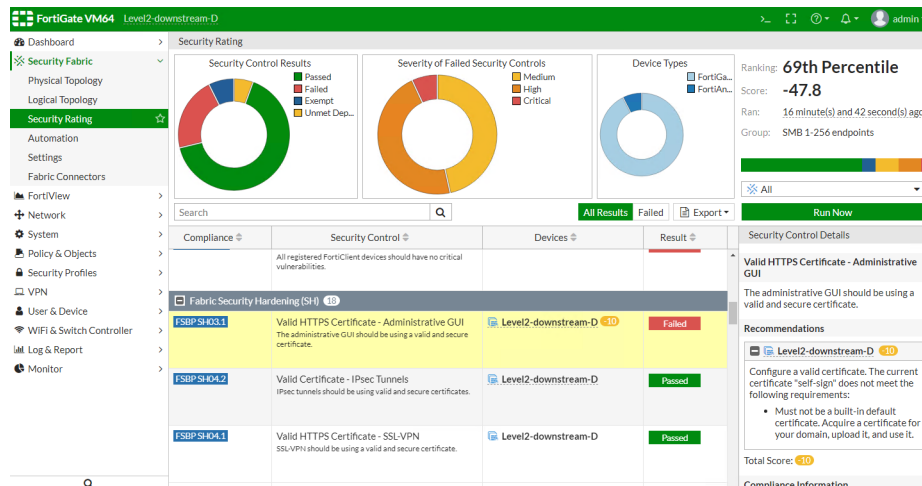 FortiGate VM64 Level2-downstream-D
>_ admin
Dashboard
Security Fabric
Physical Topology
Logical Topology
Security Rating
Automation
Settings
Fabric Connectors
FortiView
Network
System
Policy & Objects
Security Profiles
VPN
User & Device
WiFi & Switch Controller
Log & Report
Monitor
Security Rating
Security Control Results
Passed
Failed
Exempt
Unmet Dep...
Severity of Failed Security Controls
Medium
High
Critical
Device Types
FortiGa...
FortiAn...
Ranking: 69th Percentile
Score: -47.8
Ran: 16 minute(s) and 42 second(s) ago
Group: SMB 1-256 endpoints
All
Run Now
Search
All Results Failed Export
Compliance Security Control Devices Result
All registered FortiClient devices should have no critical
vulnerabilities.
Fabric Security Hardening (SH) 18
FSBP SH03.1 Valid HTTPS Certificate - Administrative GUI Level2-downstream-D -10 Failed
The administrative GUI should be using a valid and secure
certificate.
FSBP SH04.2 Valid Certificate - IPsec Tunnels Level2-downstream-D Passed
IPsec tunnels should be using valid and secure certificates.
FSBP SH04.1 Valid HTTPS Certificate - SSL-VPN Level2-downstream-D Passed
SSL-VPN should be using a valid and secure certificate.
Security Control Details
Valid HTTPS Certificate - Administrative
GUI
The administrative GUI should be using a
valid and secure certificate.
Recommendations
Level2-downstream-D -10
Configure a valid certificate. The current
certificate "self-sign" does not meet the
following requirements:
• Must not be a built-in default
certificate. Acquire a certificate for
your domain, upload it, and use it.
Total Score: -10
Compliance Information